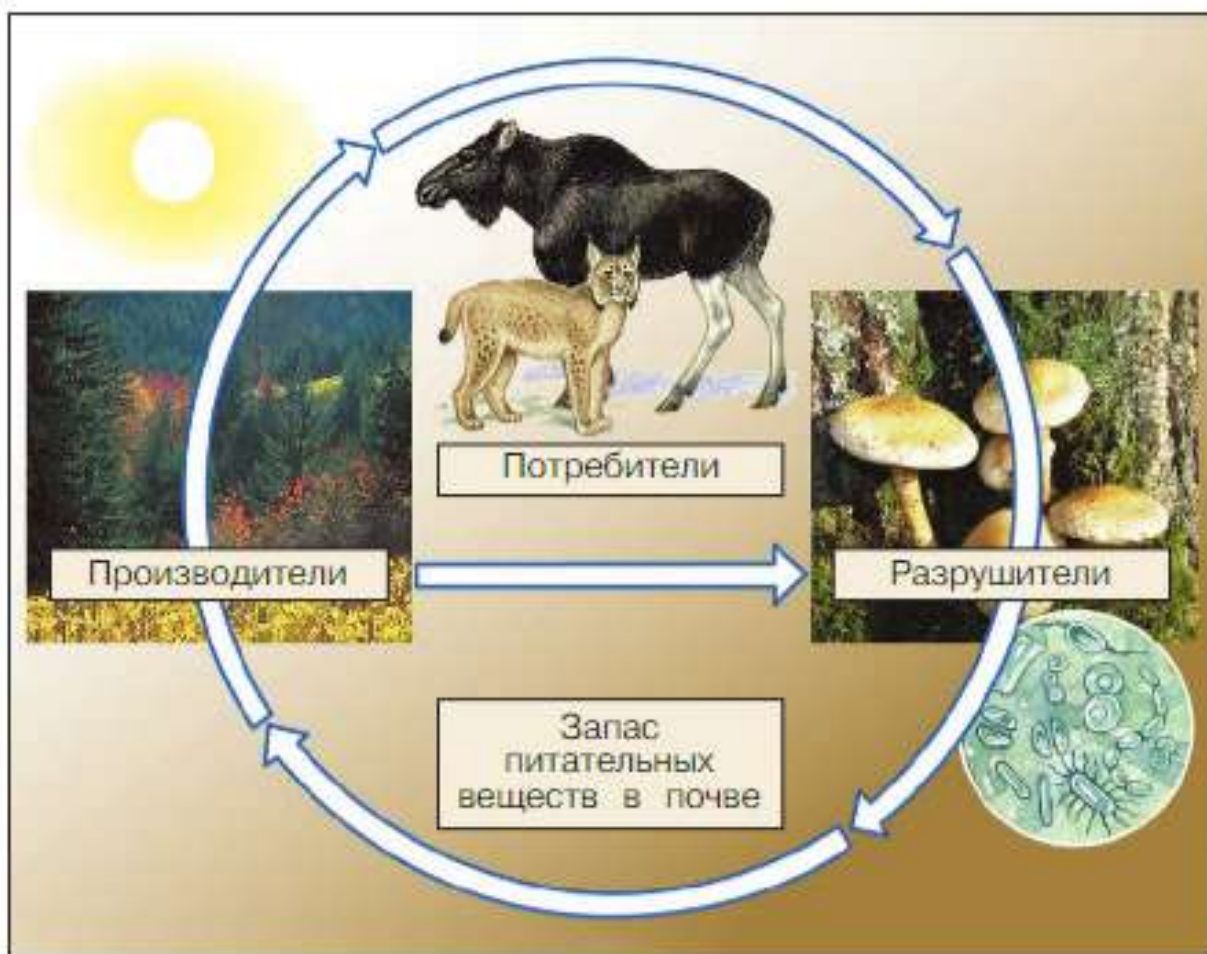 Потребители
Производители
Разрушители
Запас
питательных
веществ в почве